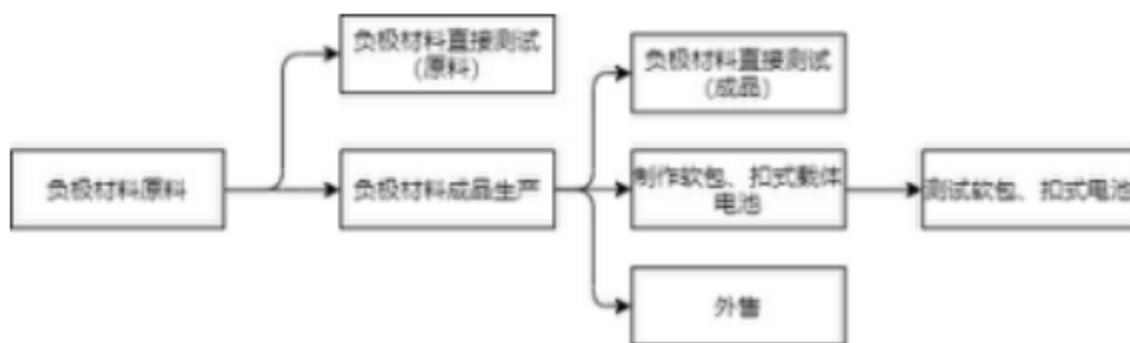 负极材料直接测试
(原料)
负极材料直接测试
(成品)
负极材料原料
负极材料成品生产
制作软包、扣式载体
电池
测试软包、扣式电池
外售